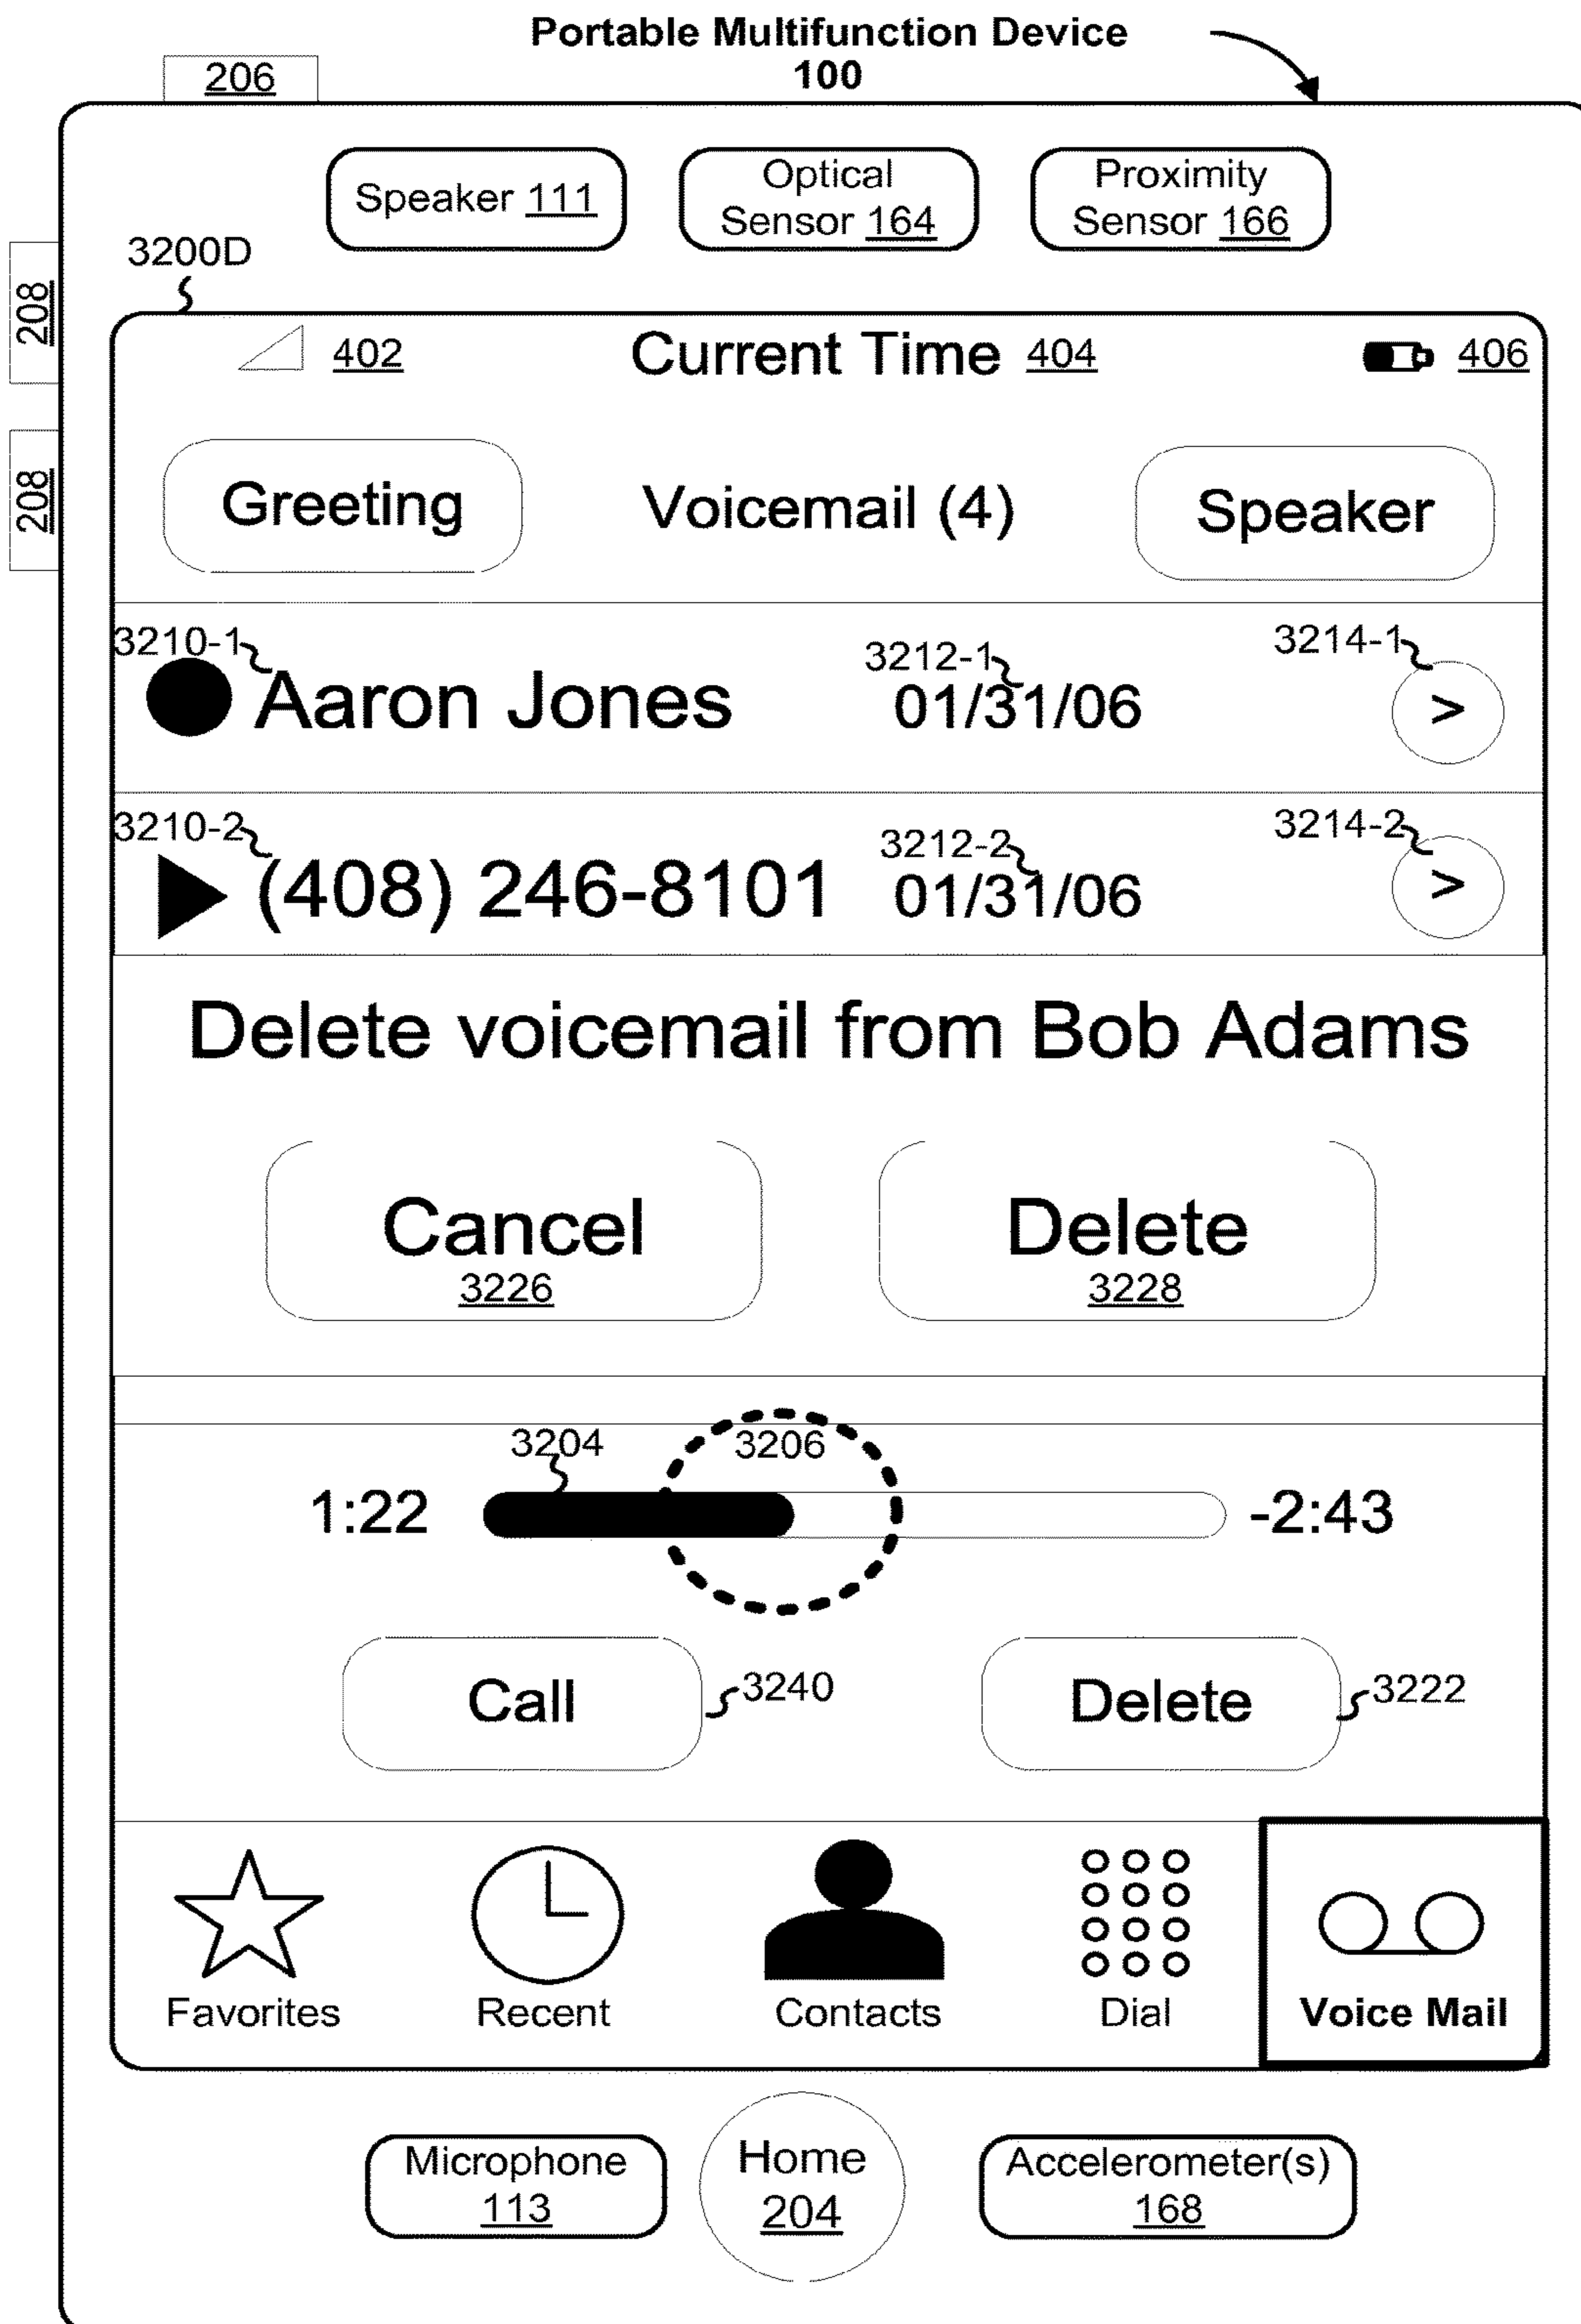 Portable Multifunction Device
100
206
Speaker 111
Optical
Sensor 164
Proximity
Sensor 166
3200D
208
208
402
Current Time 404
406
Greeting
Voicemail (4)
Speaker
3210-1
3212-1
3214-1
Aaron Jones
01/31/06
>
3210-2
3212-2
3214-2
(408) 246-8101
01/31/06
>
Delete voicemail from Bob Adams
Cancel
3226
Delete
3228
3204
3206
1:22
-2:43
Call
3240
Delete
3222
Favorites
Recent
Contacts
Dial
Voice Mail
Microphone
113
Home
204
Accelerometer(s)
168